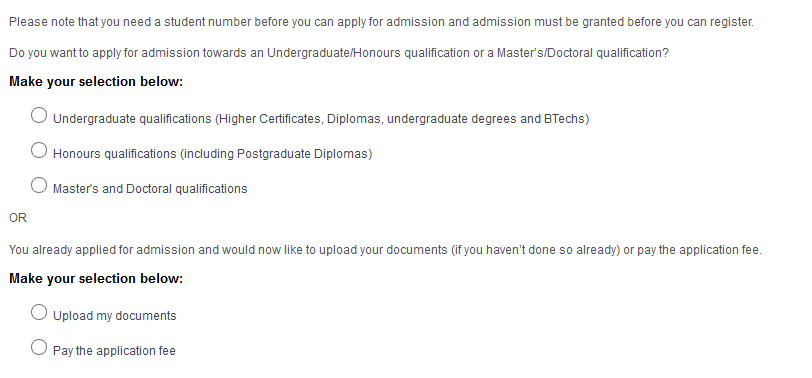 Please note that you need a student number before you can apply for admission and admission must be granted before you can register.
Do you want to apply for admission towards an Undergraduate/Honours qualification or a Master's/Doctoral qualification?
Make your selection below:
Undergraduate qualifications (Higher Certificates, Diplomas, undergraduate degrees and BTechs)
Honours qualifications (including Postgraduate Diplomas)
Master's and Doctoral qualifications
OR
You already applied for admission and would now like to upload your documents (if you haven't done so already) or pay the application fee.
Make your selection below:
Upload my documents
Pay the application fee